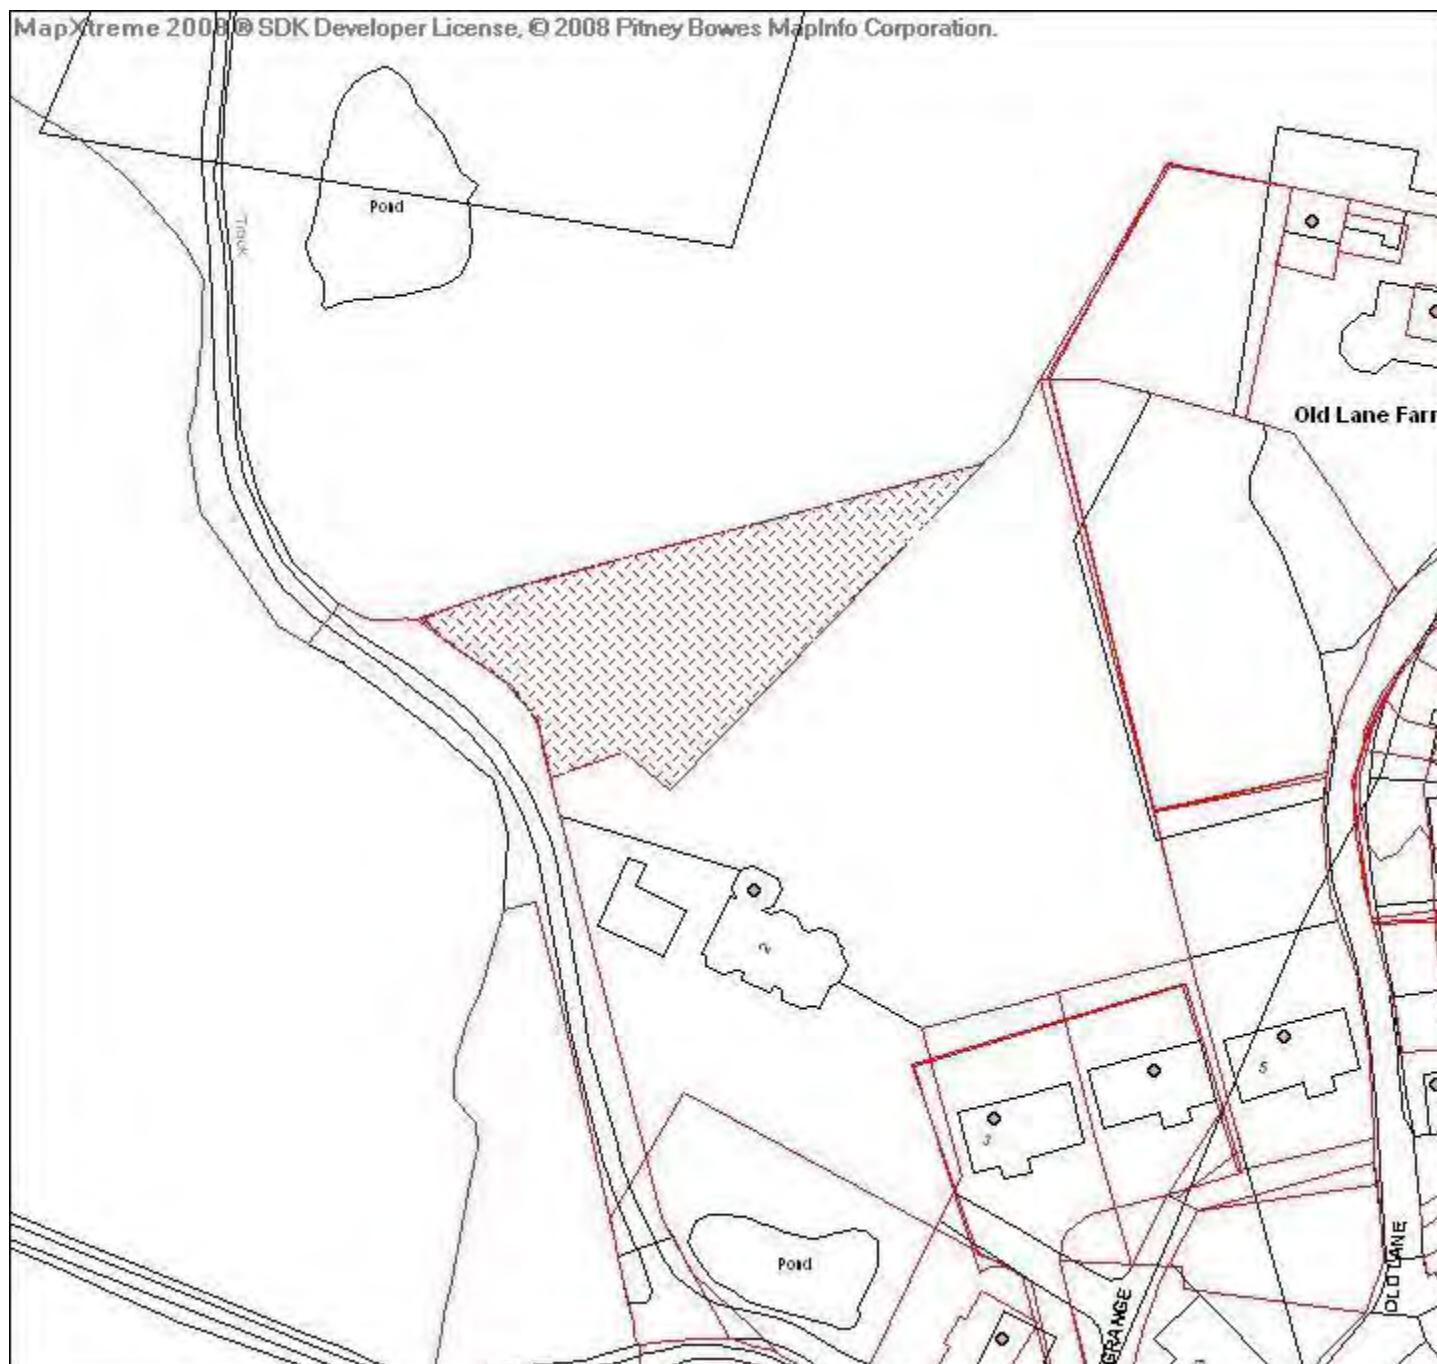 MapXtreme 2008 ® SDK Developer License, © 2008 Pitney Bowes MapInfo Corporation.
Pond
Track
Old Lane Farm
2
5
3
Pond
OLD LANE
GRANGE